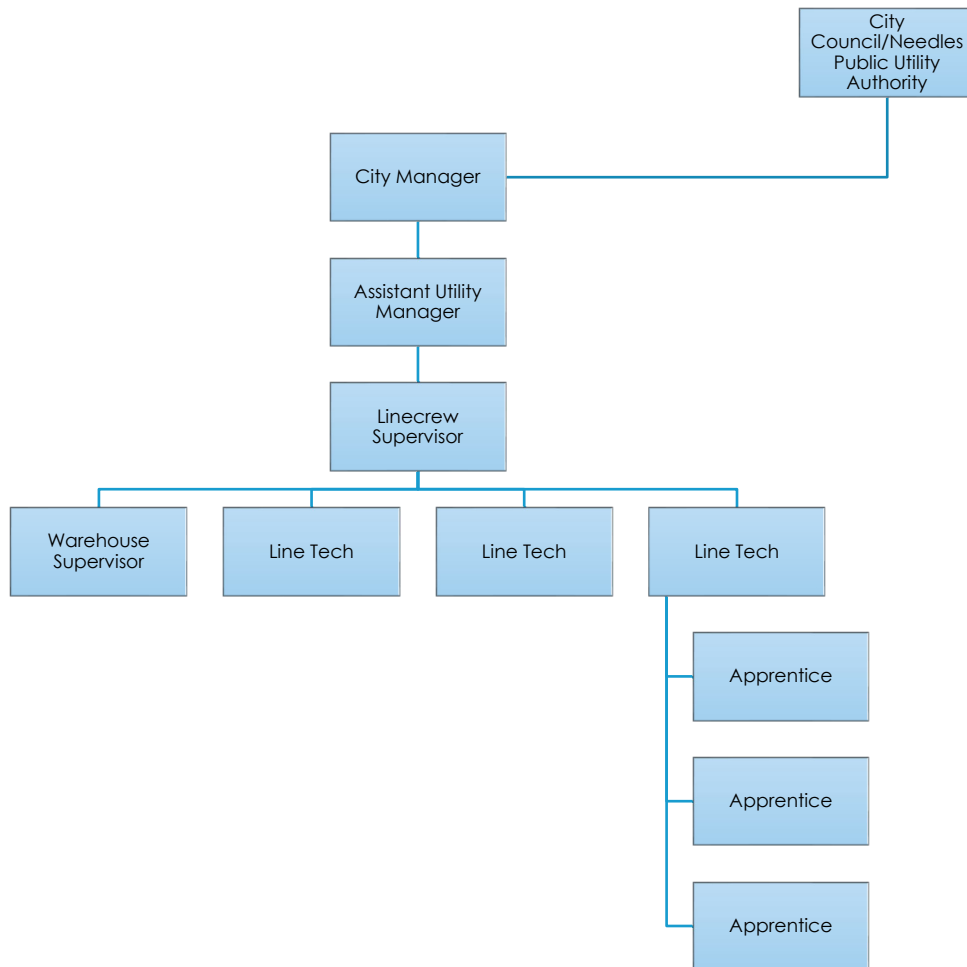 City
Council/Needles
Public Utility
Authority
City Manager
Assistant Utility
Manager
Linecrew
Supervisor
Warehouse
Supervisor
Line Tech
Line Tech
Line Tech
Apprentice
Apprentice
Apprentice